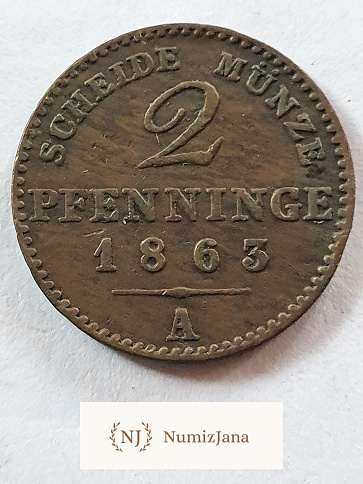 SCHEIDE MÜNZE
2
PFENNINGE
1863
A
NJ NumizJana